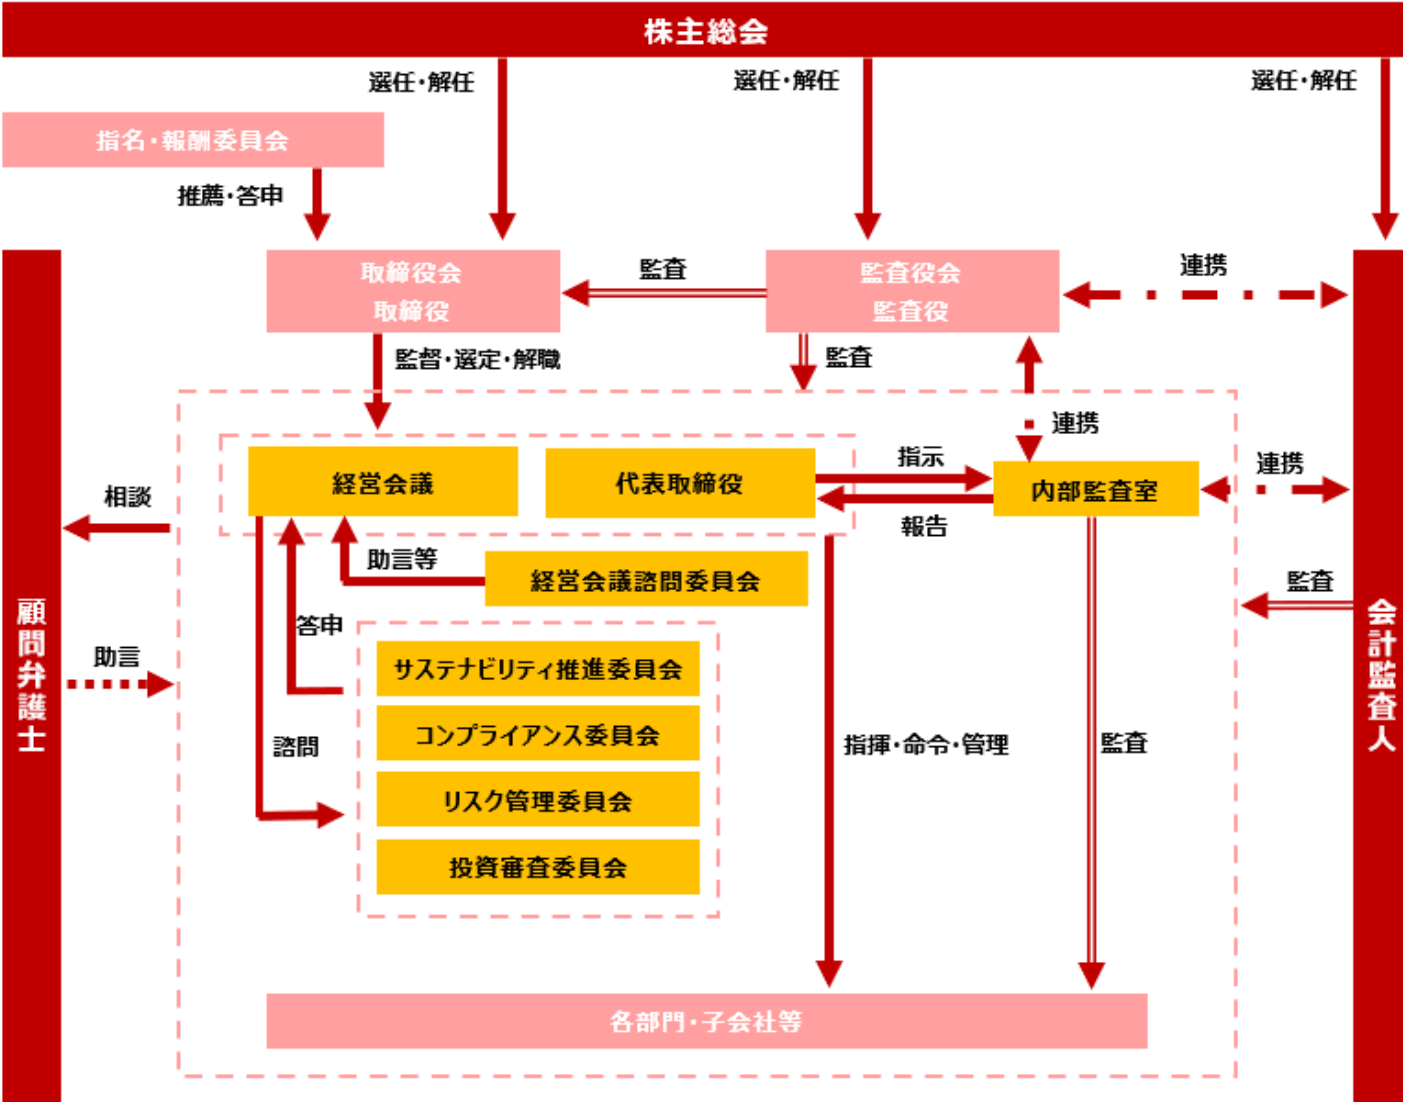 株主総会
選任・解任
選任・解任
選任・解任
指名・報酬委員会
推薦・答申
取締役会
取締役
監査
監査役会
監査役
連携
監督・選定・解職
監査
連携
経営会議
代表取締役
指示
報告
内部監査室
連携
相談
助言等
経営会議諮問委員会
監査
答申
助言
顧問弁護士
会計監査人
サステナビリティ推進委員会
コンプライアンス委員会
リスク管理委員会
投資審査委員会
諮問
指揮・命令・管理
監査
各部門・子会社等